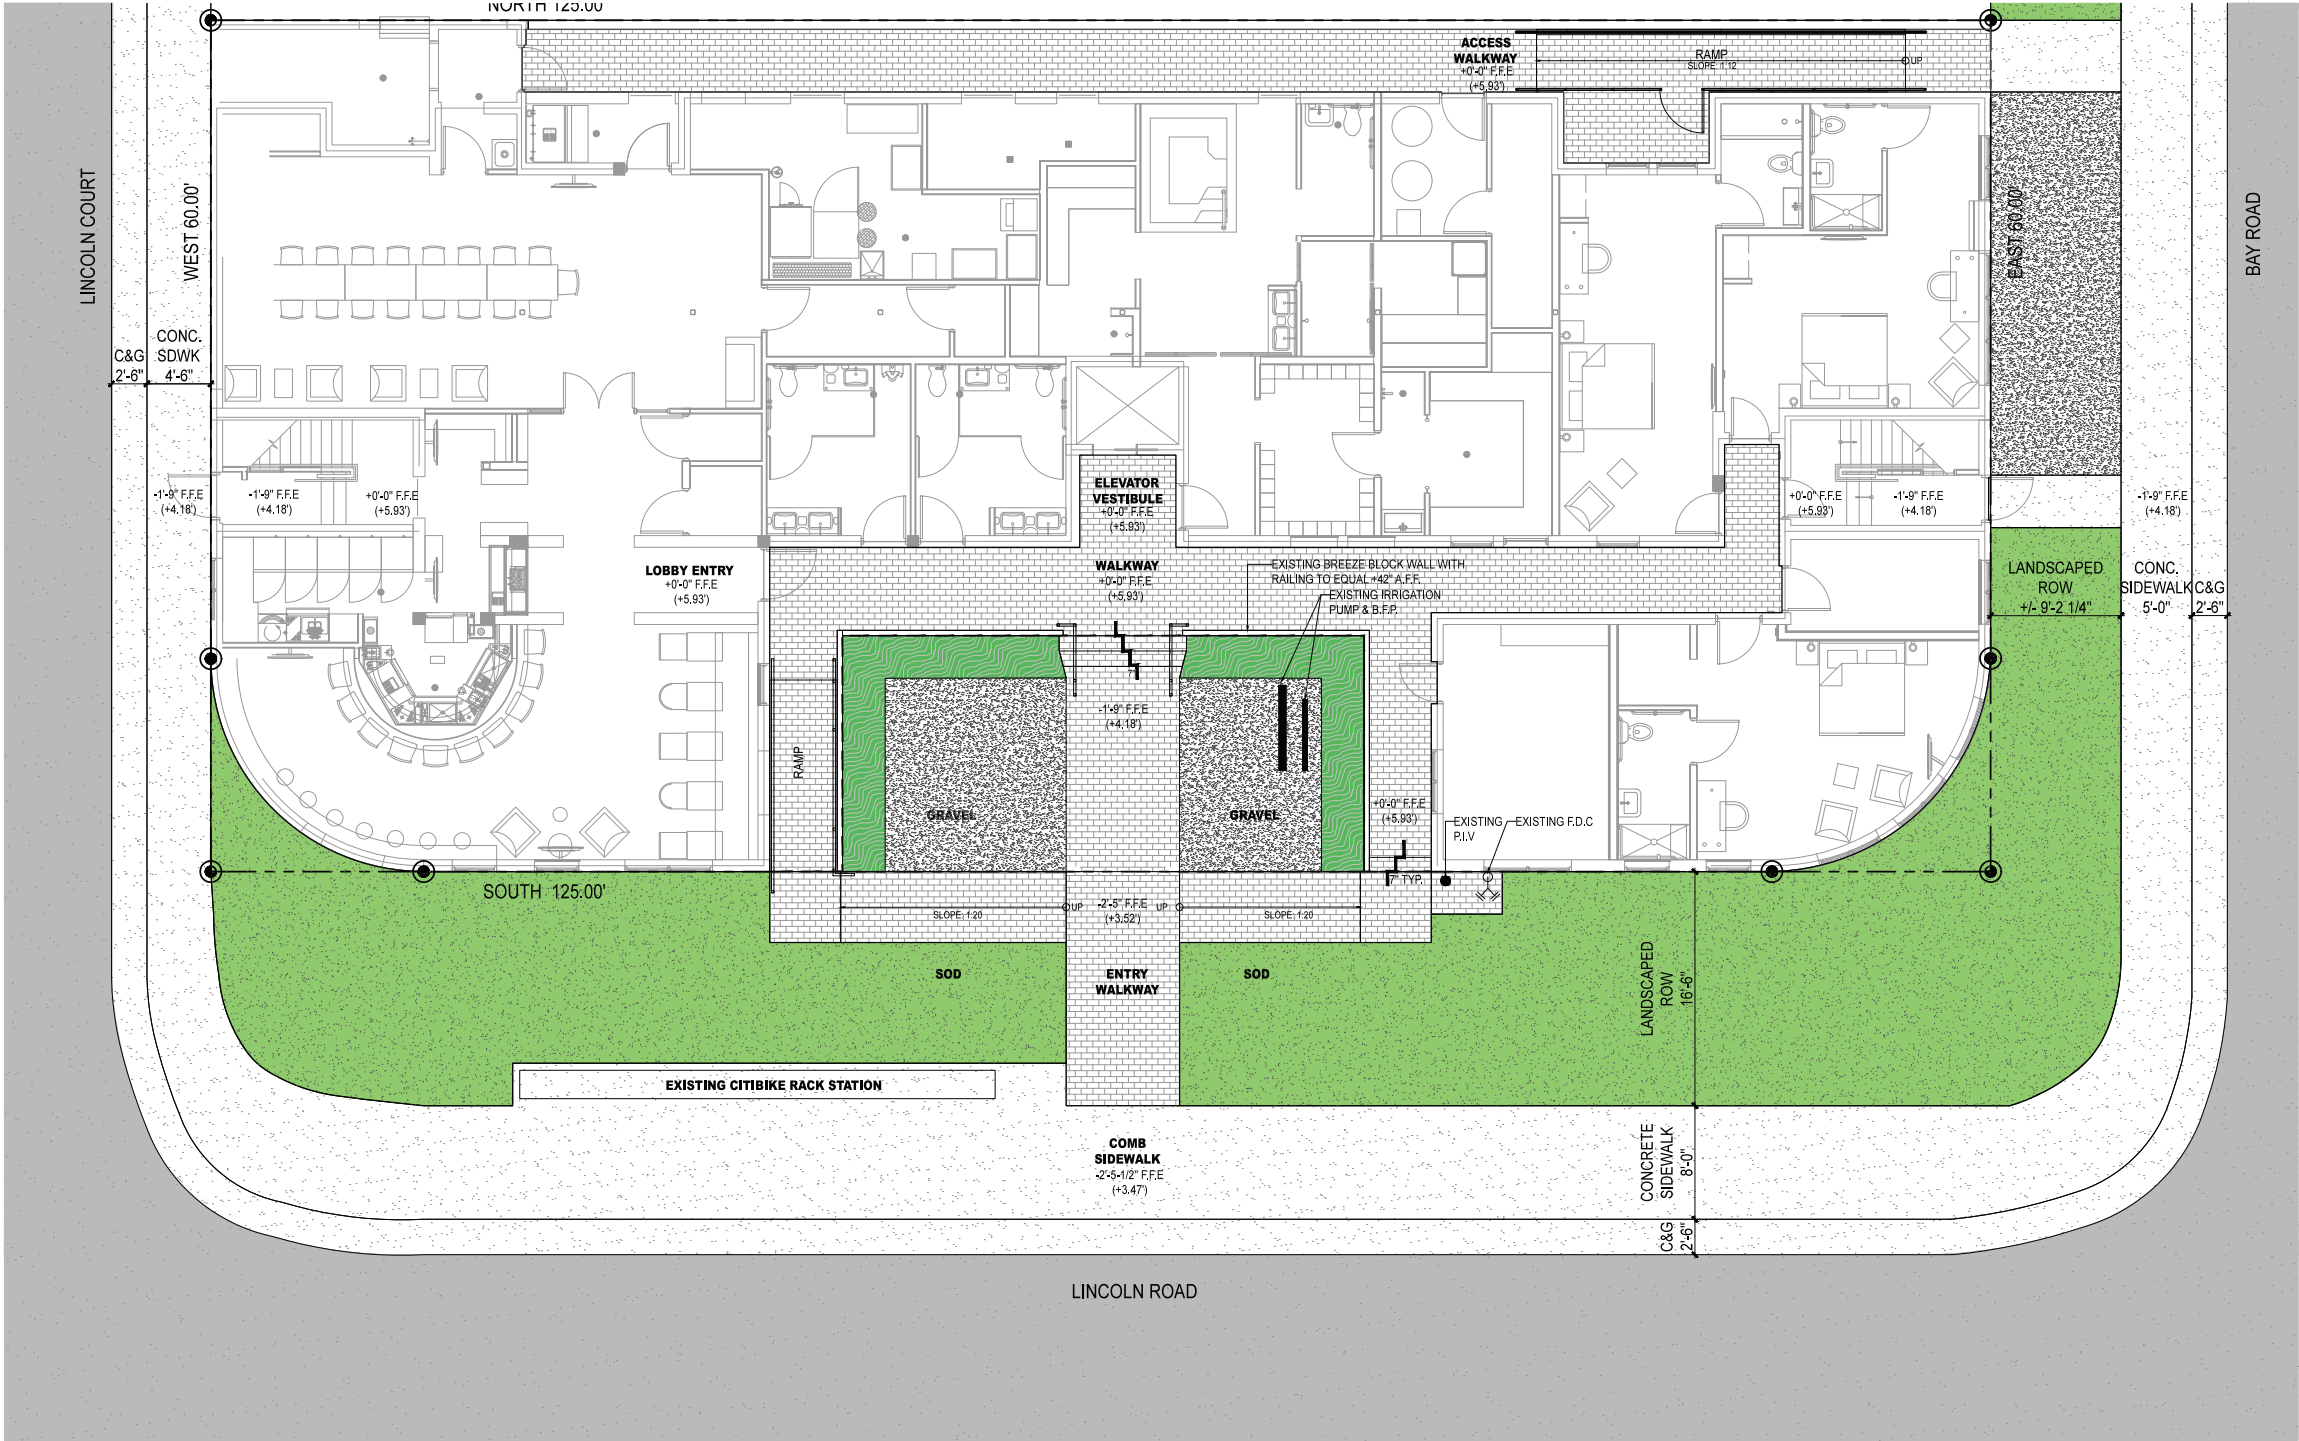 NORTH 125.00'
ACCESS
WALKWAY
+0'-0" F.F.E
(+5.93')
RAMP
SLOPE: 1:12
UP
LINCOLN COURT
WEST 60.00'
EAST 60.00'
BAY ROAD
C&G
2'-6"
CONC.
SDWK
4'-6"
-1'-9" F.F.E
(+4.18')
-1'-9" F.F.E
(+4.18')
+0'-0" F.F.E
(+5.93')
ELEVATOR
VESTIBULE
+0'-0" F.F.E
(+5.93')
+0'-0" F.F.E
(+5.93')
-1'-9" F.F.E
(+4.18')
-1'-9" F.F.E
(+4.18')
LOBBY ENTRY
+0'-0" F.F.E
(+5.93')
WALKWAY
+0'-0" F.F.E
(+5.93')
EXISTING BREEZE BLOCK WALL WITH
RAILING TO EQUAL +42" A.F.F.
EXISTING IRRIGATION
PUMP & B.F.P.
LANDSCAPED
ROW
+/- 9'-2 1/4"
CONC.
SIDEWALK
5'-0"
C&G
2'-6"
7"
-1'-9" F.F.E
(+4.18')
RAMP
GRAVEL
GRAVEL
+0'-0" F.F.E
(+5.93')
EXISTING
P.I.V
EXISTING F.D.C
7" TYP.
SOUTH 125.00'
SLOPE: 1:20
UP
-2'-5" F.F.E
(+3.52')
UP
SLOPE: 1:20
SOD
ENTRY
WALKWAY
SOD
LANDSCAPED
ROW
16'-6"
EXISTING CITIBIKE RACK STATION
COMB
SIDEWALK
-2'-5-1/2" F.F.E
(+3.47')
CONCRETE
SIDEWALK
8'-0"
C&G
2'-6"
LINCOLN ROAD